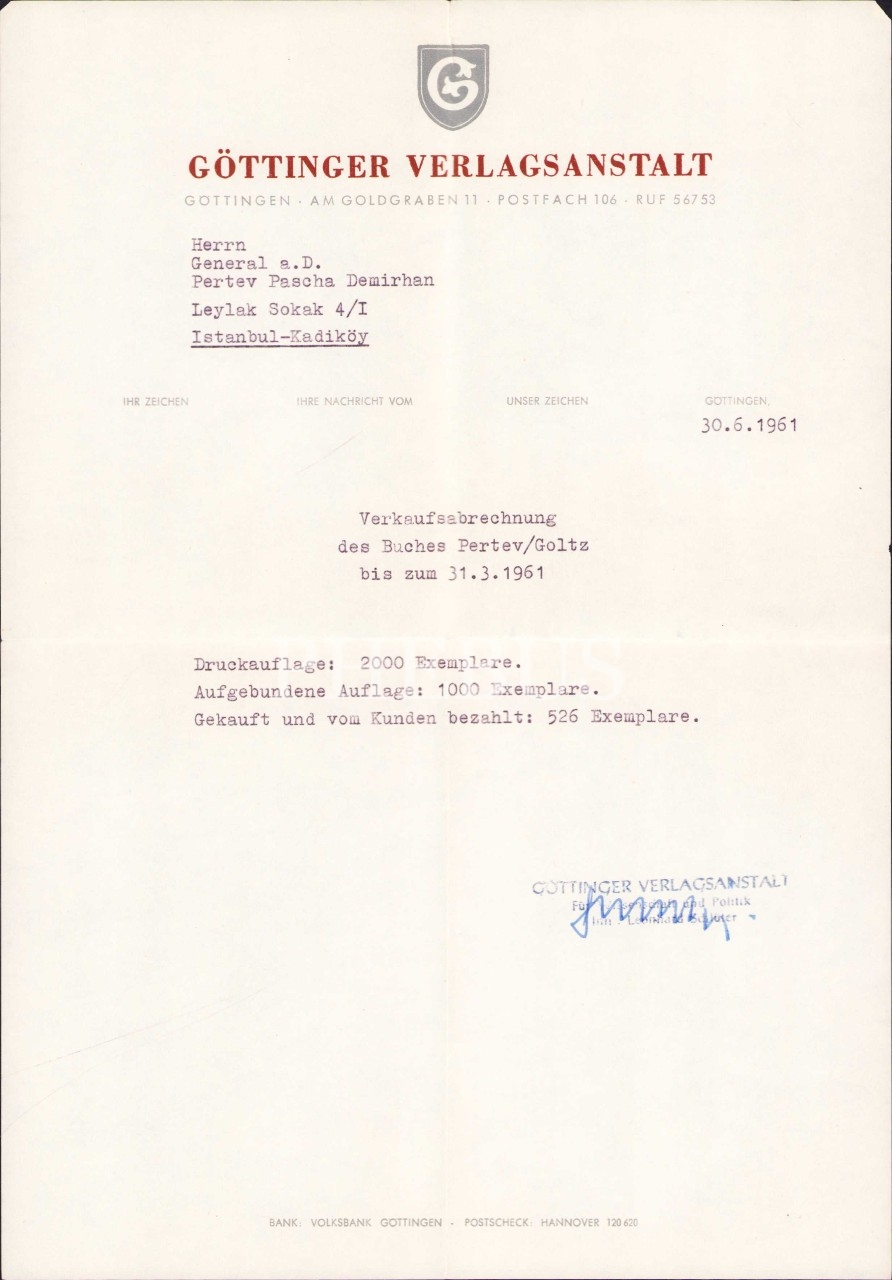 G
GÖTTINGER VERLAGSANSTALT
GÖTTINGEN · AM GOLDGRABEN 11 · POSTFACH 106 · RUF 56753
Herrn
General a.D.
Pertev Pascha Demirhan
Leylak Sokak 4/I
Istanbul-Kadiköy
IHR ZEICHEN IHRE NACHRICHT VOM UNSER ZEICHEN GÖTTINGEN,
30.6.1961
Verkaufsabrechnung
des Buches Pertev/Goltz
bis zum 31.3.1961
Druckauflage: 2000 Exemplare.
Aufgebundene Auflage: 1000 Exemplare.
Gekauft und vom Kunden bezahlt: 526 Exemplare.
GÖTTINGER VERLAGSANSTALT
und Politik
BANK: VOLKSBANK GÖTTINGEN - POSTSCHECK: HANNOVER 120 620